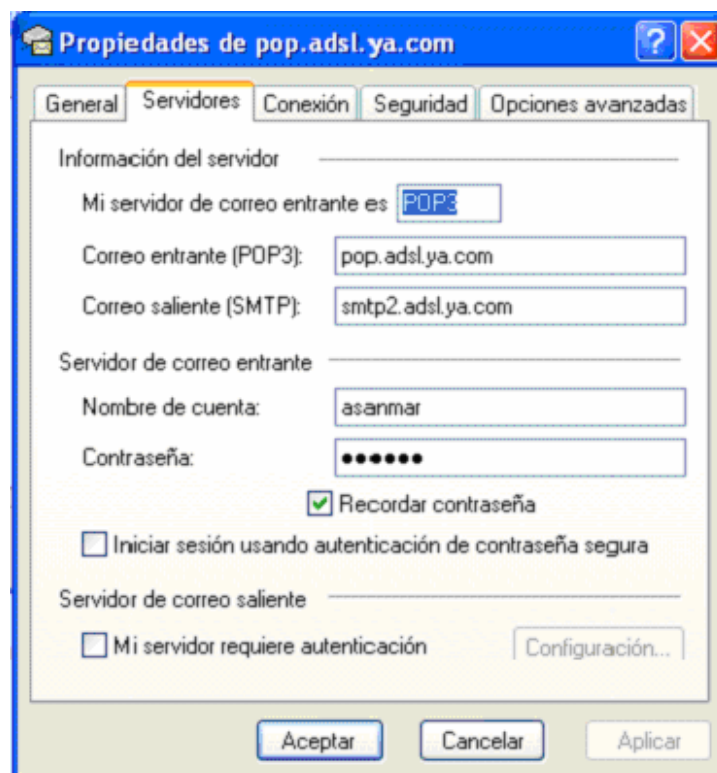 Propiedades de pop.adsl.ya.com
General Servidores Conexión Seguridad Opciones avanzadas
Información del servidor
Mi servidor de correo entrante es POP3
Correo entrante (POP3): pop.adsl.ya.com
Correo saliente (SMTP): smtp2.adsl.ya.com
Servidor de correo entrante
Nombre de cuenta: asanmar
Contraseña: ●●●●●●
Recordar contraseña
Iniciar sesión usando autenticación de contraseña segura
Servidor de correo saliente
Mi servidor requiere autenticación Configuración...
Aceptar Cancelar Aplicar